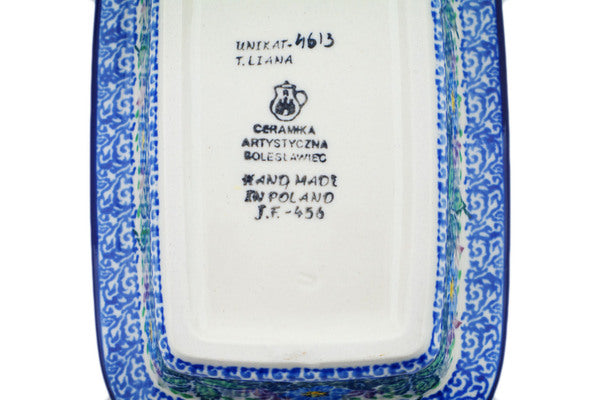 UNIKAT-4613
T.LIANA
CERAMIKA
ARTYSTYCZNA
BOLESŁAWIEC
HAND MADE
IN POLAND
J.F.-456